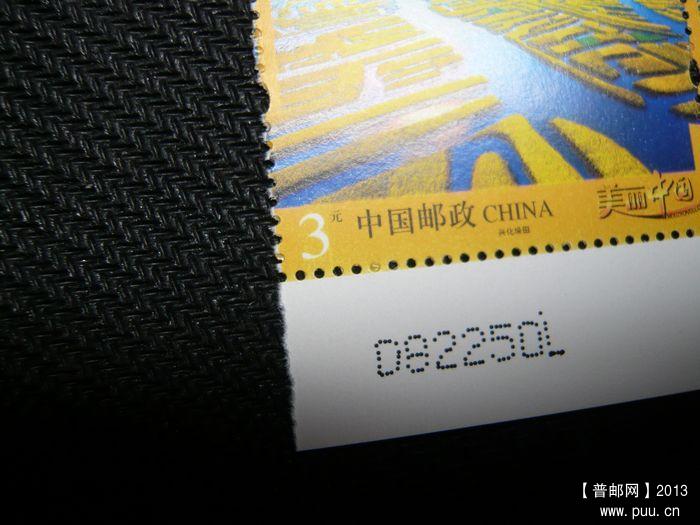 美丽中国
3元 中国邮政 CHINA
兴化垛田
082250L
【普邮网】2013
www.puu.cn